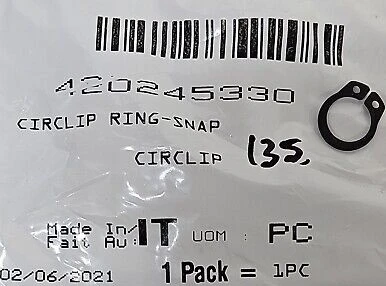 420245330
CIRCLIP RING-SNAP
CIRCLIP 135.
Made In/ IT UOM : PC
Fait Au:
02/06/2021 1 Pack = 1PC